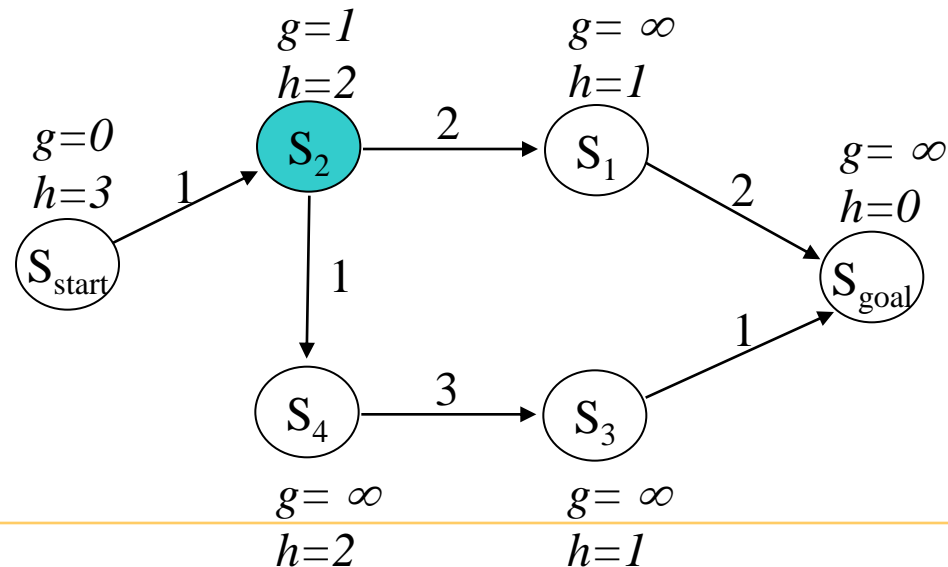 g=1
h=2
g= ∞
h=1
g=0
h=3
g= ∞
h=0
S2
2
S1
1
2
Sstart
1
Sgoal
S4
3
S3
1
g= ∞
h=2
g= ∞
h=1